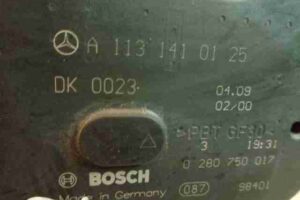 A 113 141 01 25
DK 0023
04.09
02/00
>PBT GF30<
3 19:31
0 280 750 017
BOSCH
Made in Germany 087 98401